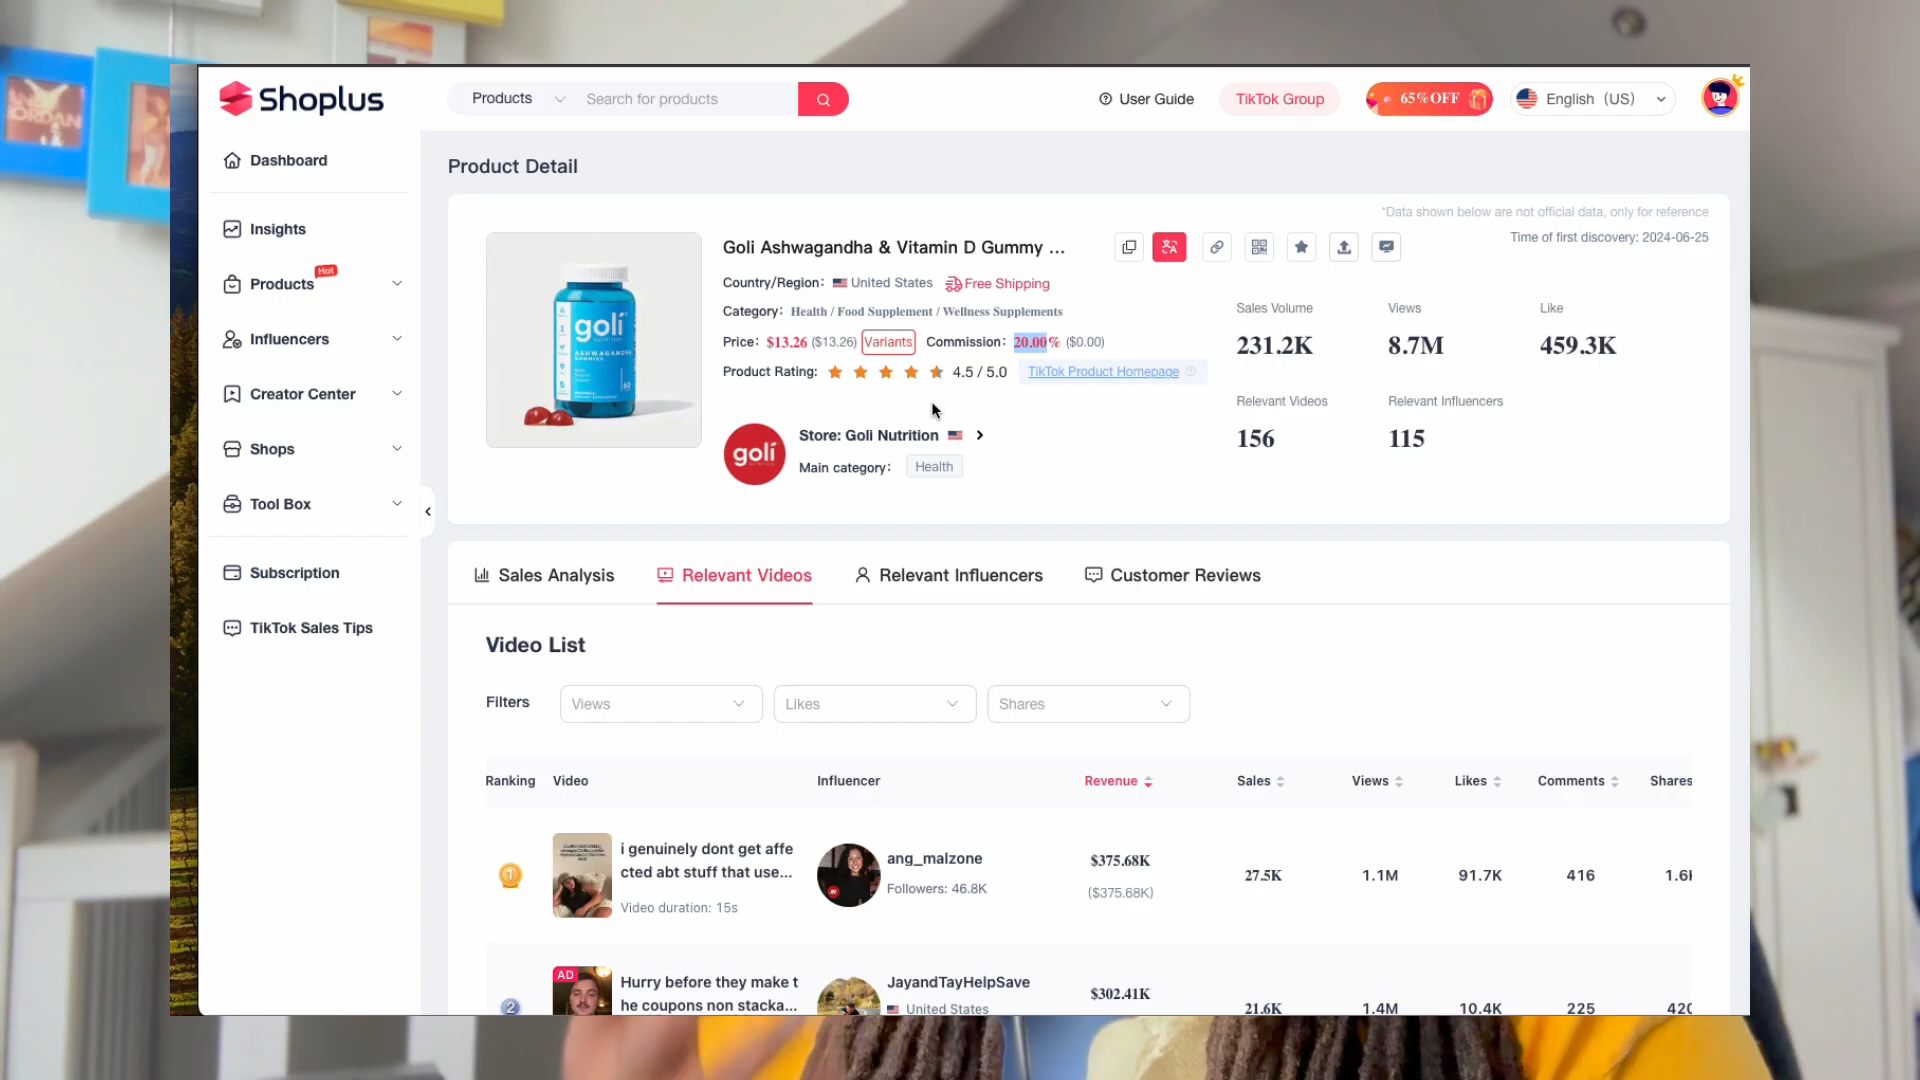 Shoplus
Products
Search for products
User Guide
TikTok Group
65%OFF
English (US)
Dashboard
Insights
Products
Hot
Influencers
Creator Center
Shops
Tool Box
Subscription
TikTok Sales Tips
Product Detail
*Data shown below are not official data, only for reference
Time of first discovery: 2024-06-25
goli
ASHWAGANDHA
60
Goli Ashwagandha & Vitamin D Gummy ...
Country/Region: United States Free Shipping
Category: Health / Food Supplement / Wellness Supplements
Price: $13.26 ($13.26) Variants Commission: 20.00% ($0.00)
Product Rating: 4.5 / 5.0 TikTok Product Homepage
goli
NUTRITION
Store: Goli Nutrition
Main category: Health
Sales Volume Views Like
231.2K 8.7M 459.3K
Relevant Videos Relevant Influencers
156 115
Sales Analysis Relevant Videos Relevant Influencers Customer Reviews
Video List
Filters Views Likes Shares
Ranking Video Influencer Revenue Sales Views Likes Comments Shares
1
i genuinely dont get affe
cted abt stuff that use...
Video duration: 15s
ang_malzone
Followers: 46.8K
$375.68K
($375.68K)
27.5K 1.1M 91.7K 416
2
AD
Hurry before they make t
he coupons non stacka...
JayandTayHelpSave
United States
$302.41K
21.6K 1.4M 10.4K 225